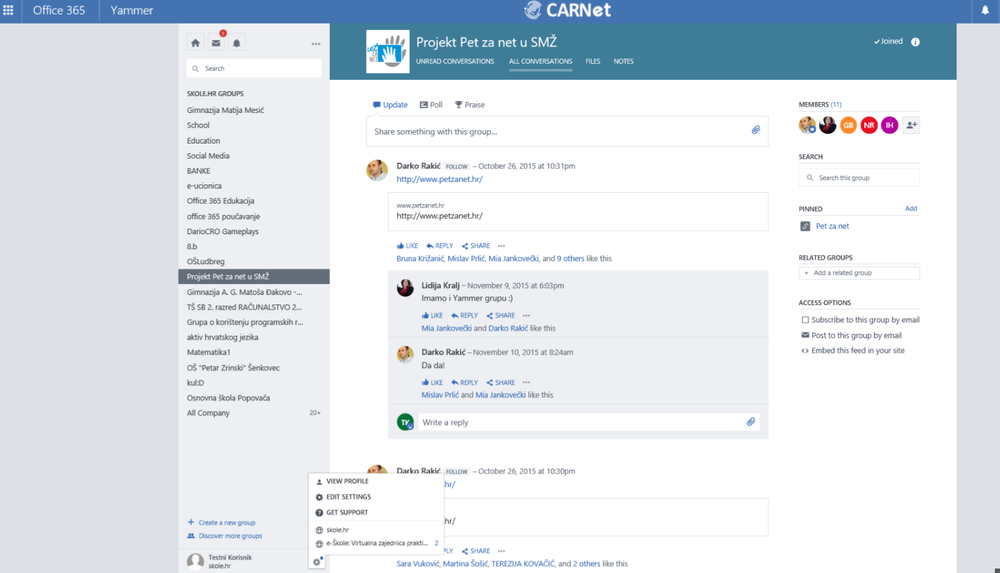 Office 365
Yammer
CARNet
1
Search
SKOLE.HR GROUPS
Gimnazija Matija Mesić
School
Education
Social Media
BANKE
e-ucionica
Office 365 Edukacija
office 365 poučavanje
DarioCRO Gameplays
8.b
OŠLudbreg
Projekt Pet za net u SMŽ
Gimnazija A. G. Matoša Đakovo -...
TŠ SB 2. razred RAČUNALSTVO 2...
Grupa o korištenju programskih r...
aktiv hrvatskog jezika
Matematika1
OŠ "Petar Zrinski" Šenkovec
kul:D
Osnovna škola Popovača
All Company 20+
+ Create a new group
Discover more groups
Testni Korisnik
skole.hr
VIEW PROFILE
EDIT SETTINGS
GET SUPPORT
skole.hr
e-Škole: Virtualna zajednica prakti... 2
ZA
NET
Projekt Pet za net u SMŽ
UNREAD CONVERSATIONS ALL CONVERSATIONS FILES NOTES
Joined
Update Poll Praise
Share something with this group...
Darko Rakić FOLLOW – October 26, 2015 at 10:31pm
http://www.petzanet.hr/
www.petzanet.hr
http://www.petzanet.hr/
LIKE REPLY SHARE ...
Bruna Križanić, Mislav Prlić, Mia Jankovečki, and 9 others like this
Lidija Kralj – November 9, 2015 at 6:03pm
Imamo i Yammer grupu :)
LIKE REPLY SHARE ...
Mia Jankovečki and Darko Rakić like this
Darko Rakić – November 10, 2015 at 8:24am
Da da!
LIKE REPLY SHARE ...
Mislav Prlić and Mia Jankovečki like this
TK
Write a reply
Darko Rakić FOLLOW – October 26, 2015 at 10:30pm
.hr/
.hr/
PLY SHARE ...
Sara Vuković, Martina Šošić, TEREZIJA KOVAČIĆ, and 2 others like this
MEMBERS (11)
GB NR IH
SEARCH
Search this group
PINNED Add
Pet za net
RELATED GROUPS
+ Add a related group
ACCESS OPTIONS
Subscribe to this group by email
Post to this group by email
Embed this feed in your site